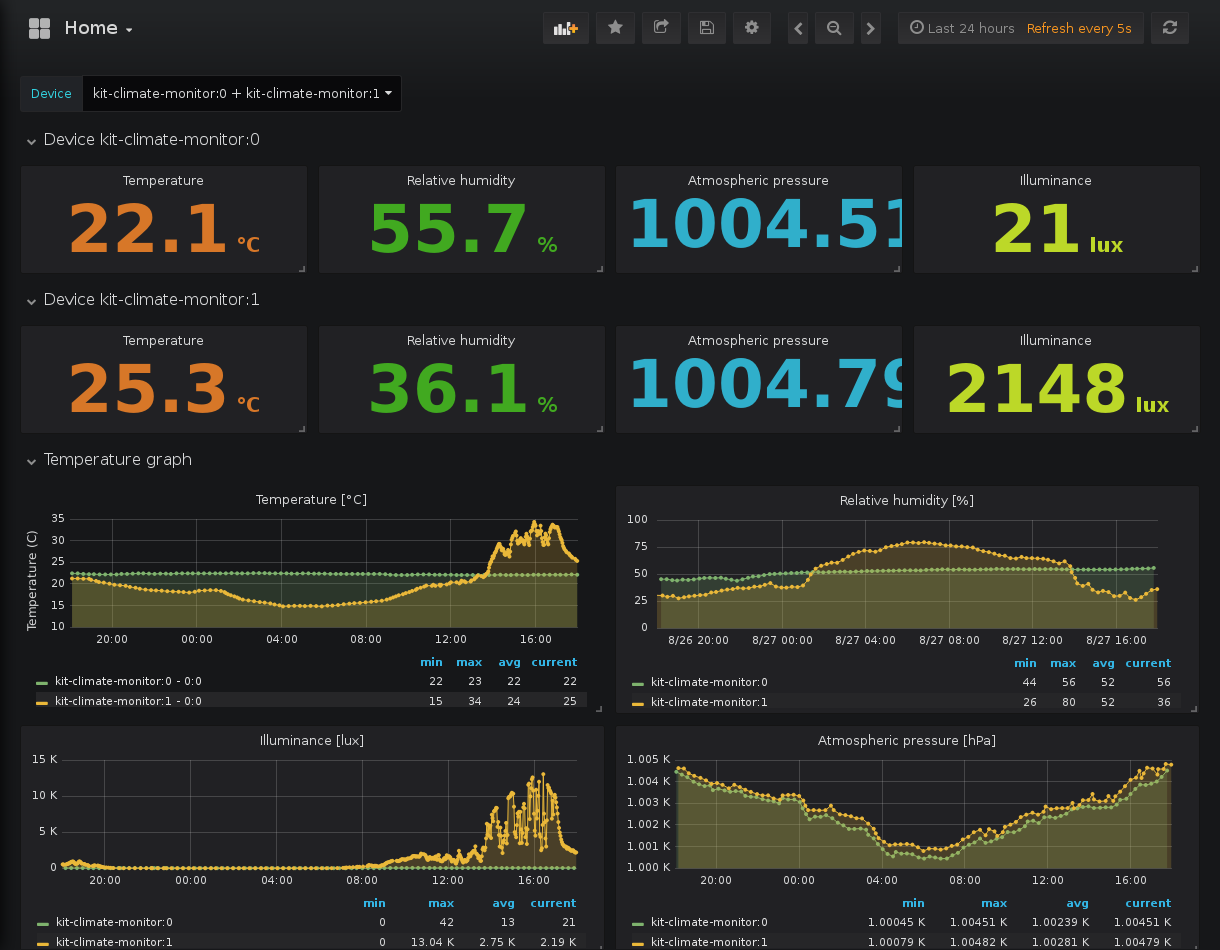 Home
Last 24 hours Refresh every 5s
Device kit-climate-monitor:0 + kit-climate-monitor:1
Device kit-climate-monitor:0
Temperature Relative humidity Atmospheric pressure Illuminance
22.1 °C 55.7 % 1004.51 21 lux
Device kit-climate-monitor:1
Temperature Relative humidity Atmospheric pressure Illuminance
25.3 °C 36.1 % 1004.79 2148 lux
Temperature graph
Temperature [°C]
Temperature (C)
35
30
25
20
15
10
20:00 00:00 04:00 08:00 12:00 16:00
min max avg current
kit-climate-monitor:0 - 0:0 22 23 22 22
kit-climate-monitor:1 - 0:0 15 34 24 25
Relative humidity [%]
100
75
50
25
0
8/26 20:00 8/27 00:00 8/27 04:00 8/27 08:00 8/27 12:00 8/27 16:00
min max avg current
kit-climate-monitor:0 44 56 52 56
kit-climate-monitor:1 26 80 52 36
Illuminance [lux]
15 K
10 K
5 K
0
20:00 00:00 04:00 08:00 12:00 16:00
min max avg current
kit-climate-monitor:0 0 42 13 21
kit-climate-monitor:1 0 13.04 K 2.75 K 2.19 K
Atmospheric pressure [hPa]
1.005 K
1.004 K
1.003 K
1.002 K
1.001 K
1.000 K
20:00 00:00 04:00 08:00 12:00 16:00
min max avg current
kit-climate-monitor:0 1.00045 K 1.00451 K 1.00239 K 1.00451 K
kit-climate-monitor:1 1.00079 K 1.00482 K 1.00281 K 1.00479 K